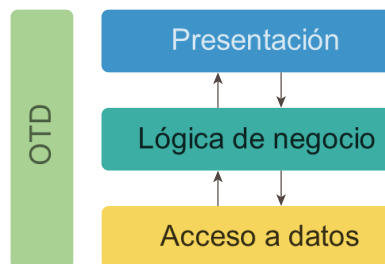 OTD
Presentación
Lógica de negocio
Acceso a datos